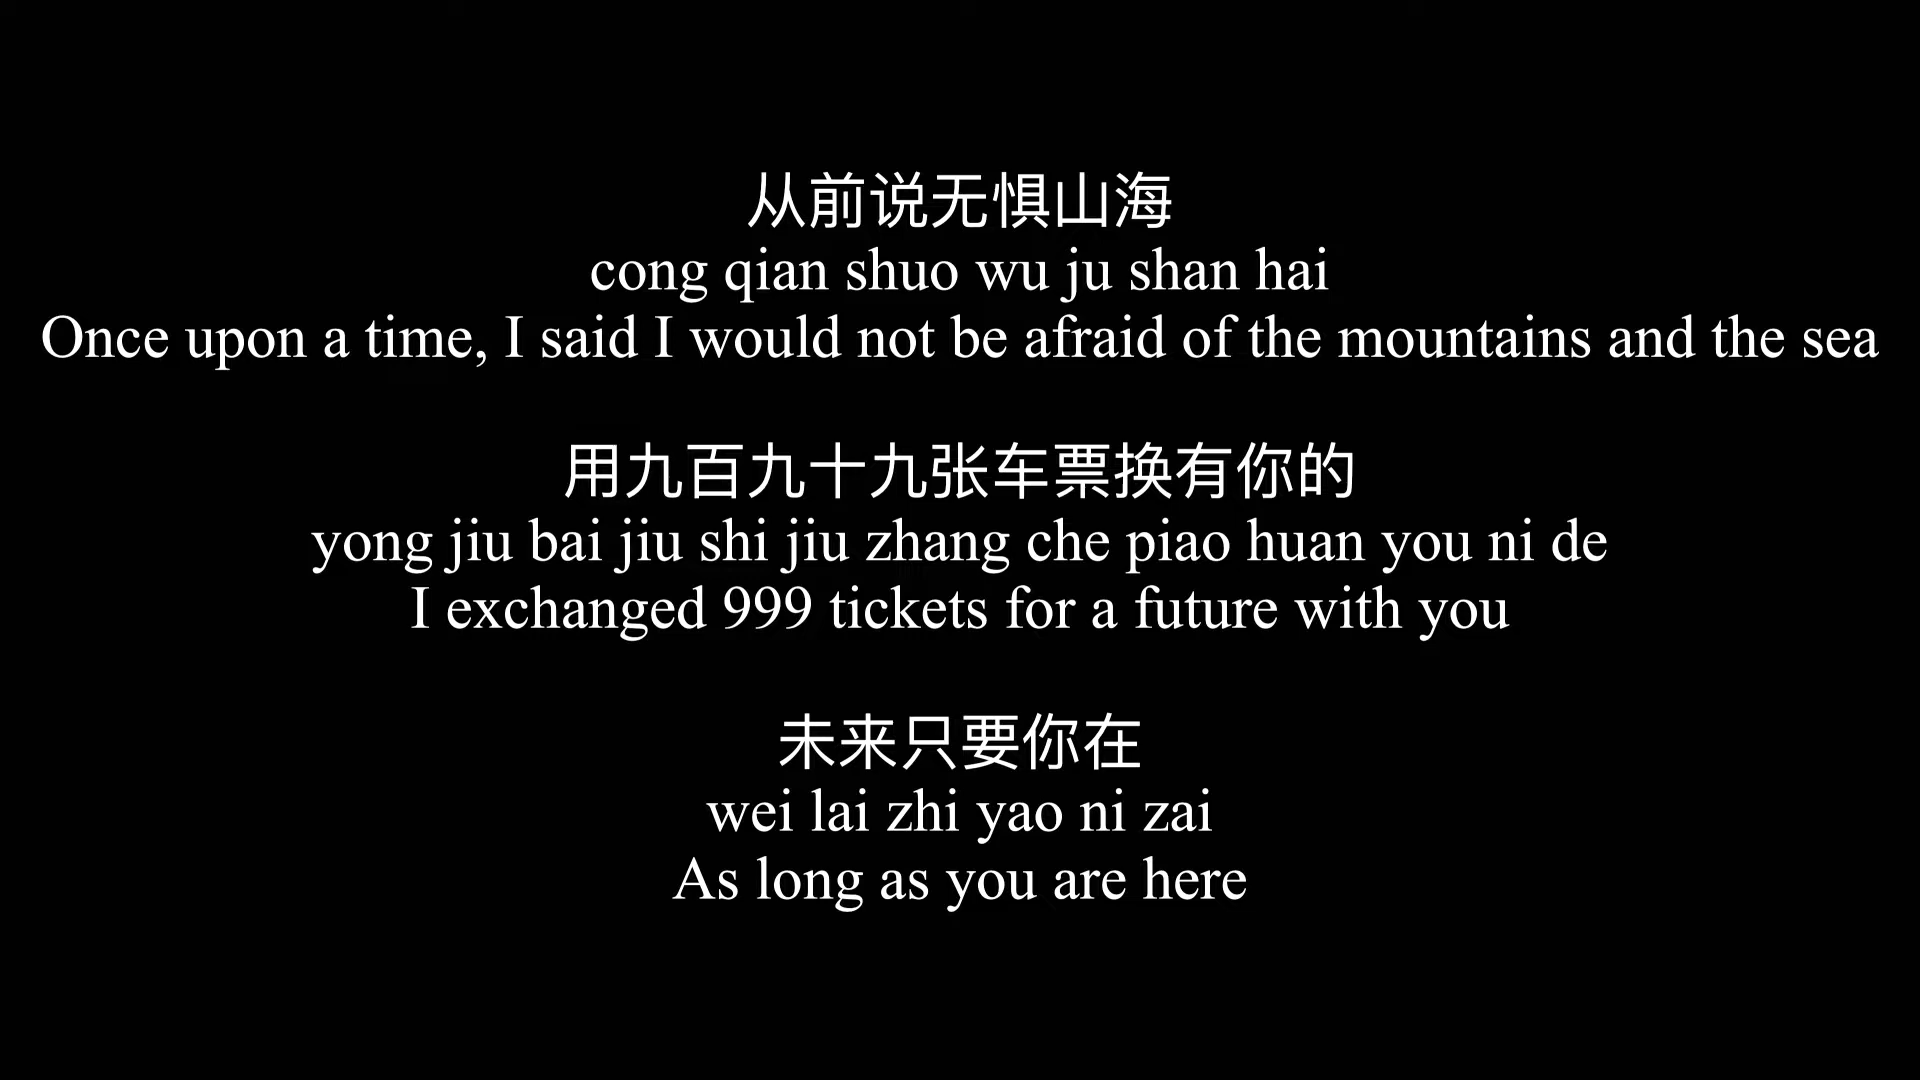 从前说无惧山海
cong qian shuo wu ju shan hai
Once upon a time, I said I would not be afraid of the mountains and the sea
用九百九十九张车票换有你的
yong jiu bai jiu shi jiu zhang che piao huan you ni de
I exchanged 999 tickets for a future with you
未来只要你在
wei lai zhi yao ni zai
As long as you are here